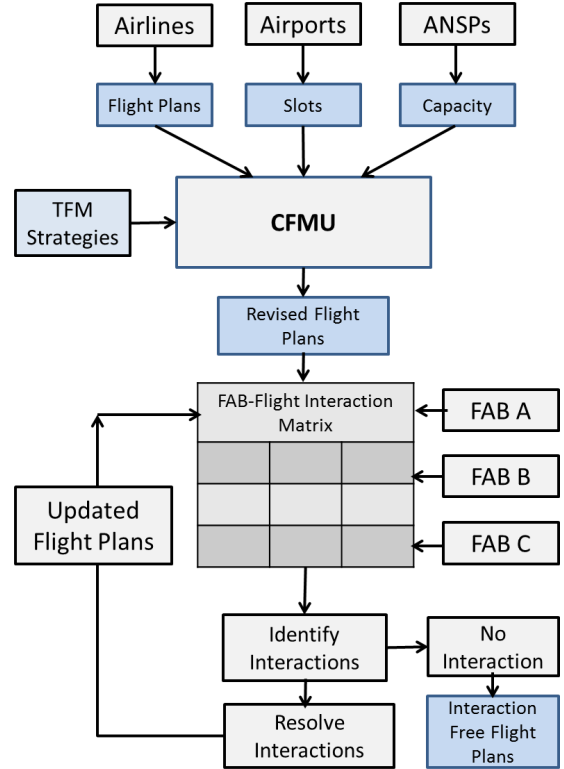 Airlines
Airports
ANSPs
Flight Plans
Slots
Capacity
TFM
Strategies
CFMU
Revised Flight
Plans
FAB-Flight Interaction
Matrix
FAB A
FAB B
FAB C
Updated
Flight Plans
Identify
Interactions
No
Interaction
Resolve
Interactions
Interaction
Free Flight
Plans